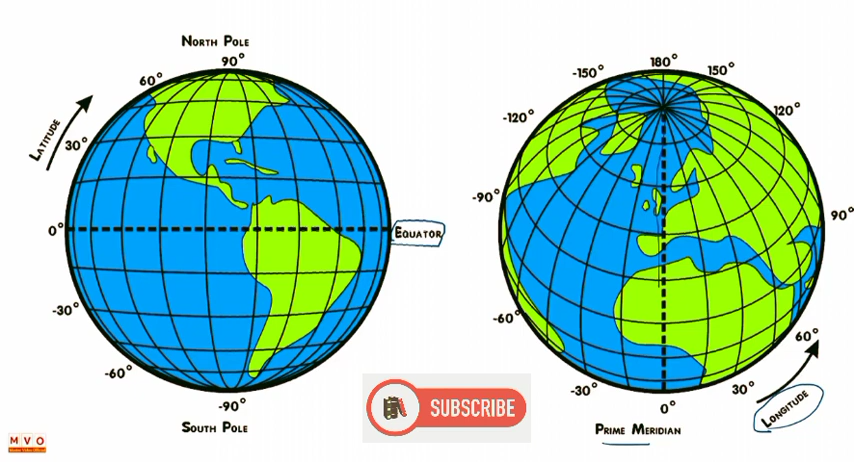 North Pole
90°
60°
Latitude
30°
0°
Equator
-30°
-60°
-90°
South Pole
180°
-150°
150°
-120°
120°
-90°
90°
-60°
60°
-30°
30°
0°
Longitude
Prime Meridian
SUBSCRIBE
MVO